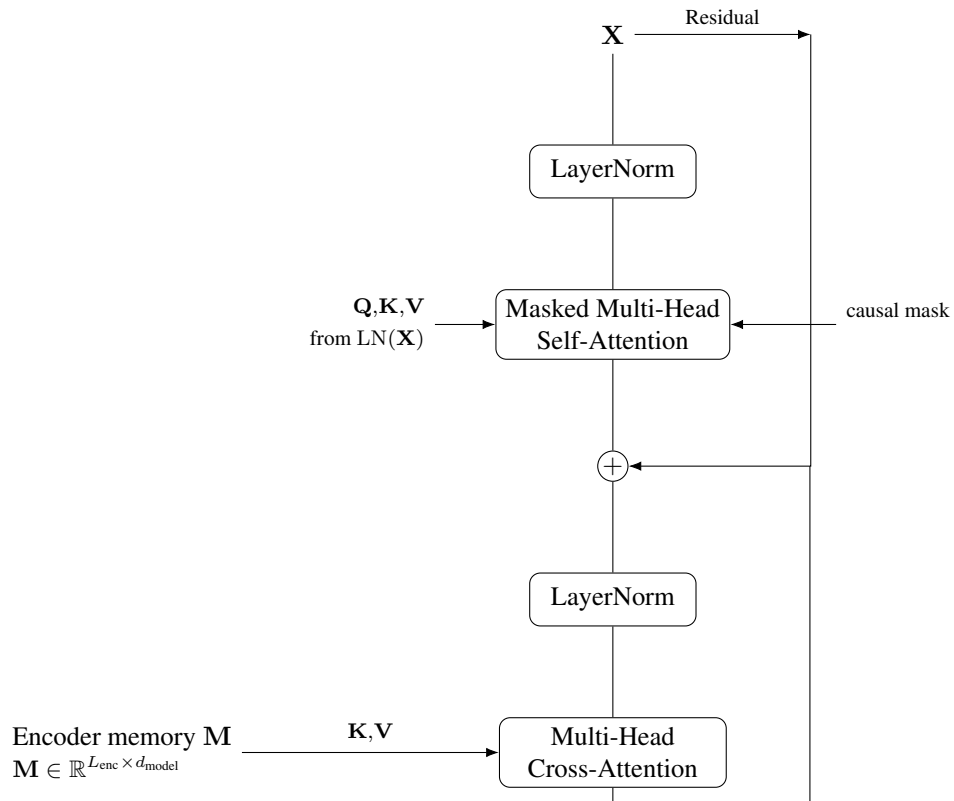 Residual
X
LayerNorm
Q,K,V
from LN(X)
Masked Multi-Head
Self-Attention
causal mask
+
LayerNorm
Encoder memory M
M ∈ ℝ^{L_enc × d_model}
K,V
Multi-Head
Cross-Attention